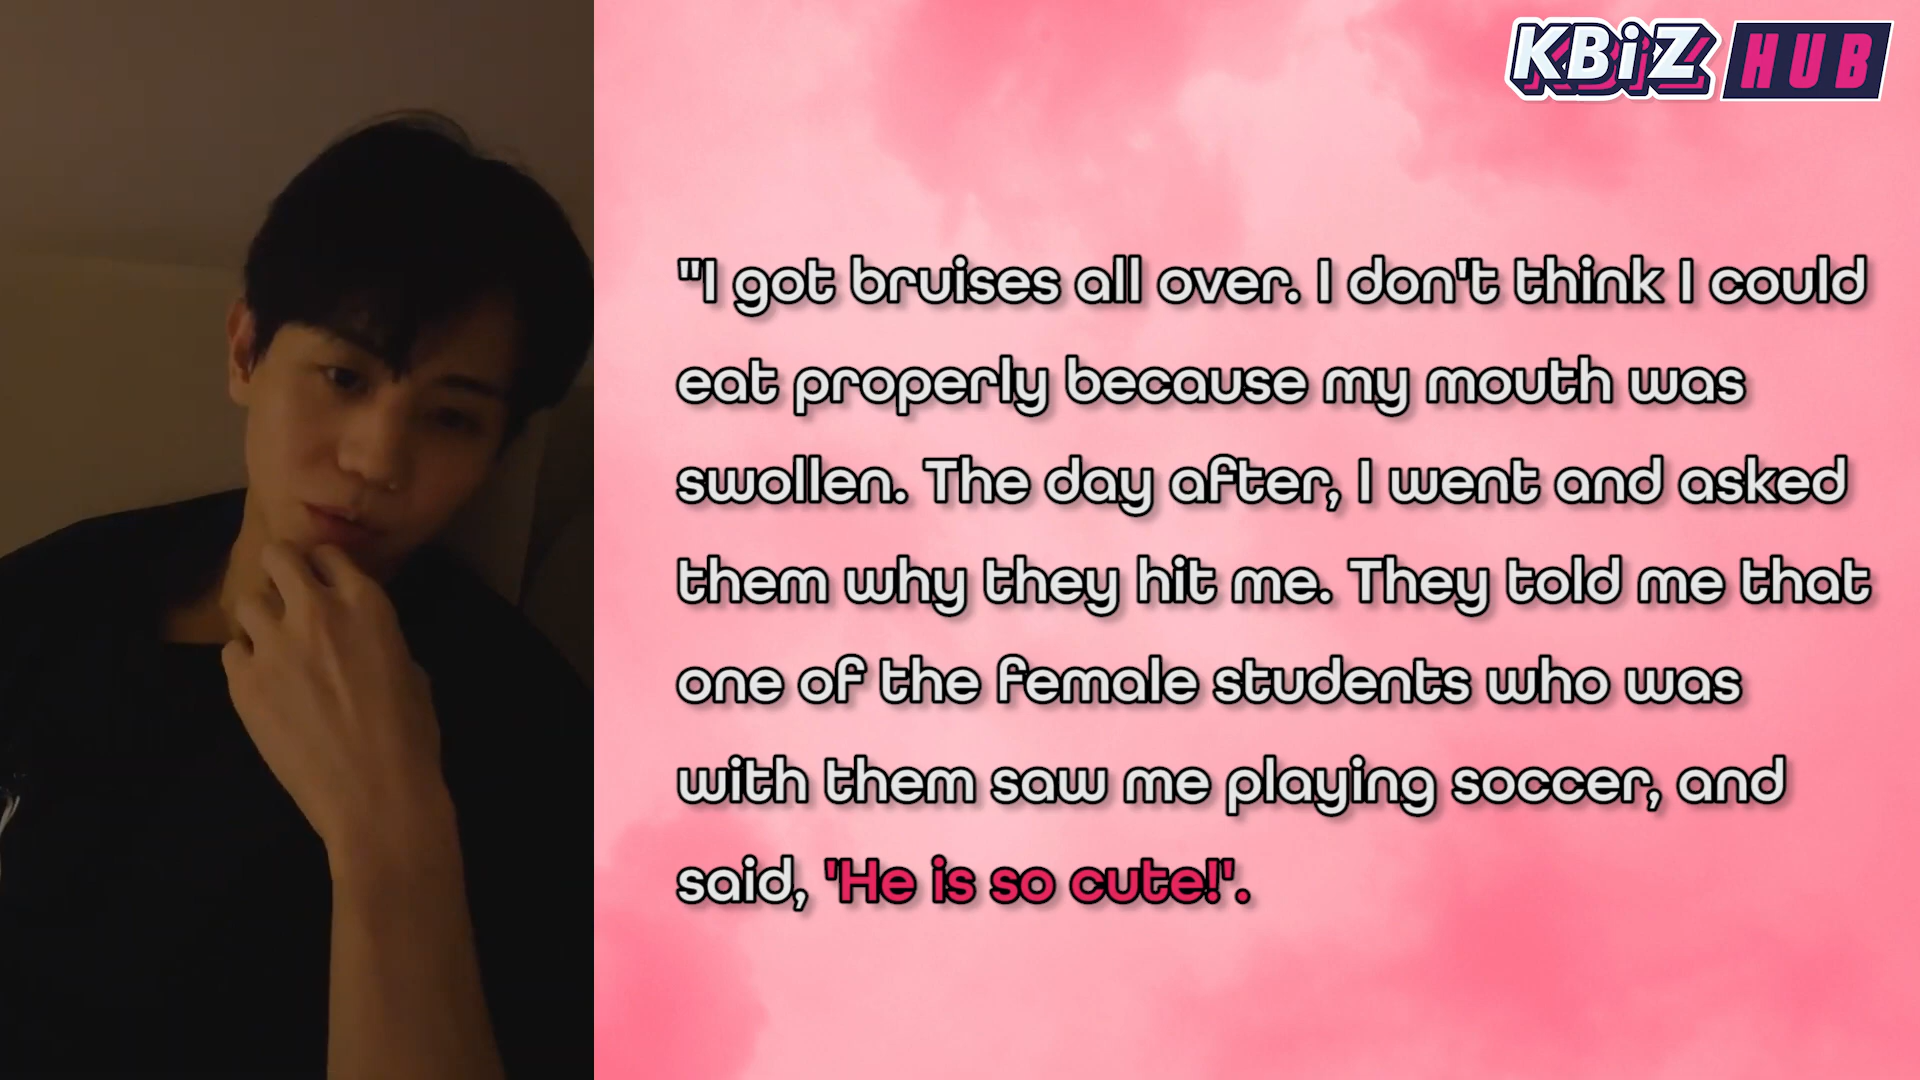 KBiZ HUB
"I got bruises all over. I don't think I could
eat properly because my mouth was
swollen. The day after, I went and asked
them why they hit me. They told me that
one of the female students who was
with them saw me playing soccer, and
said, 'He is so cute!'.